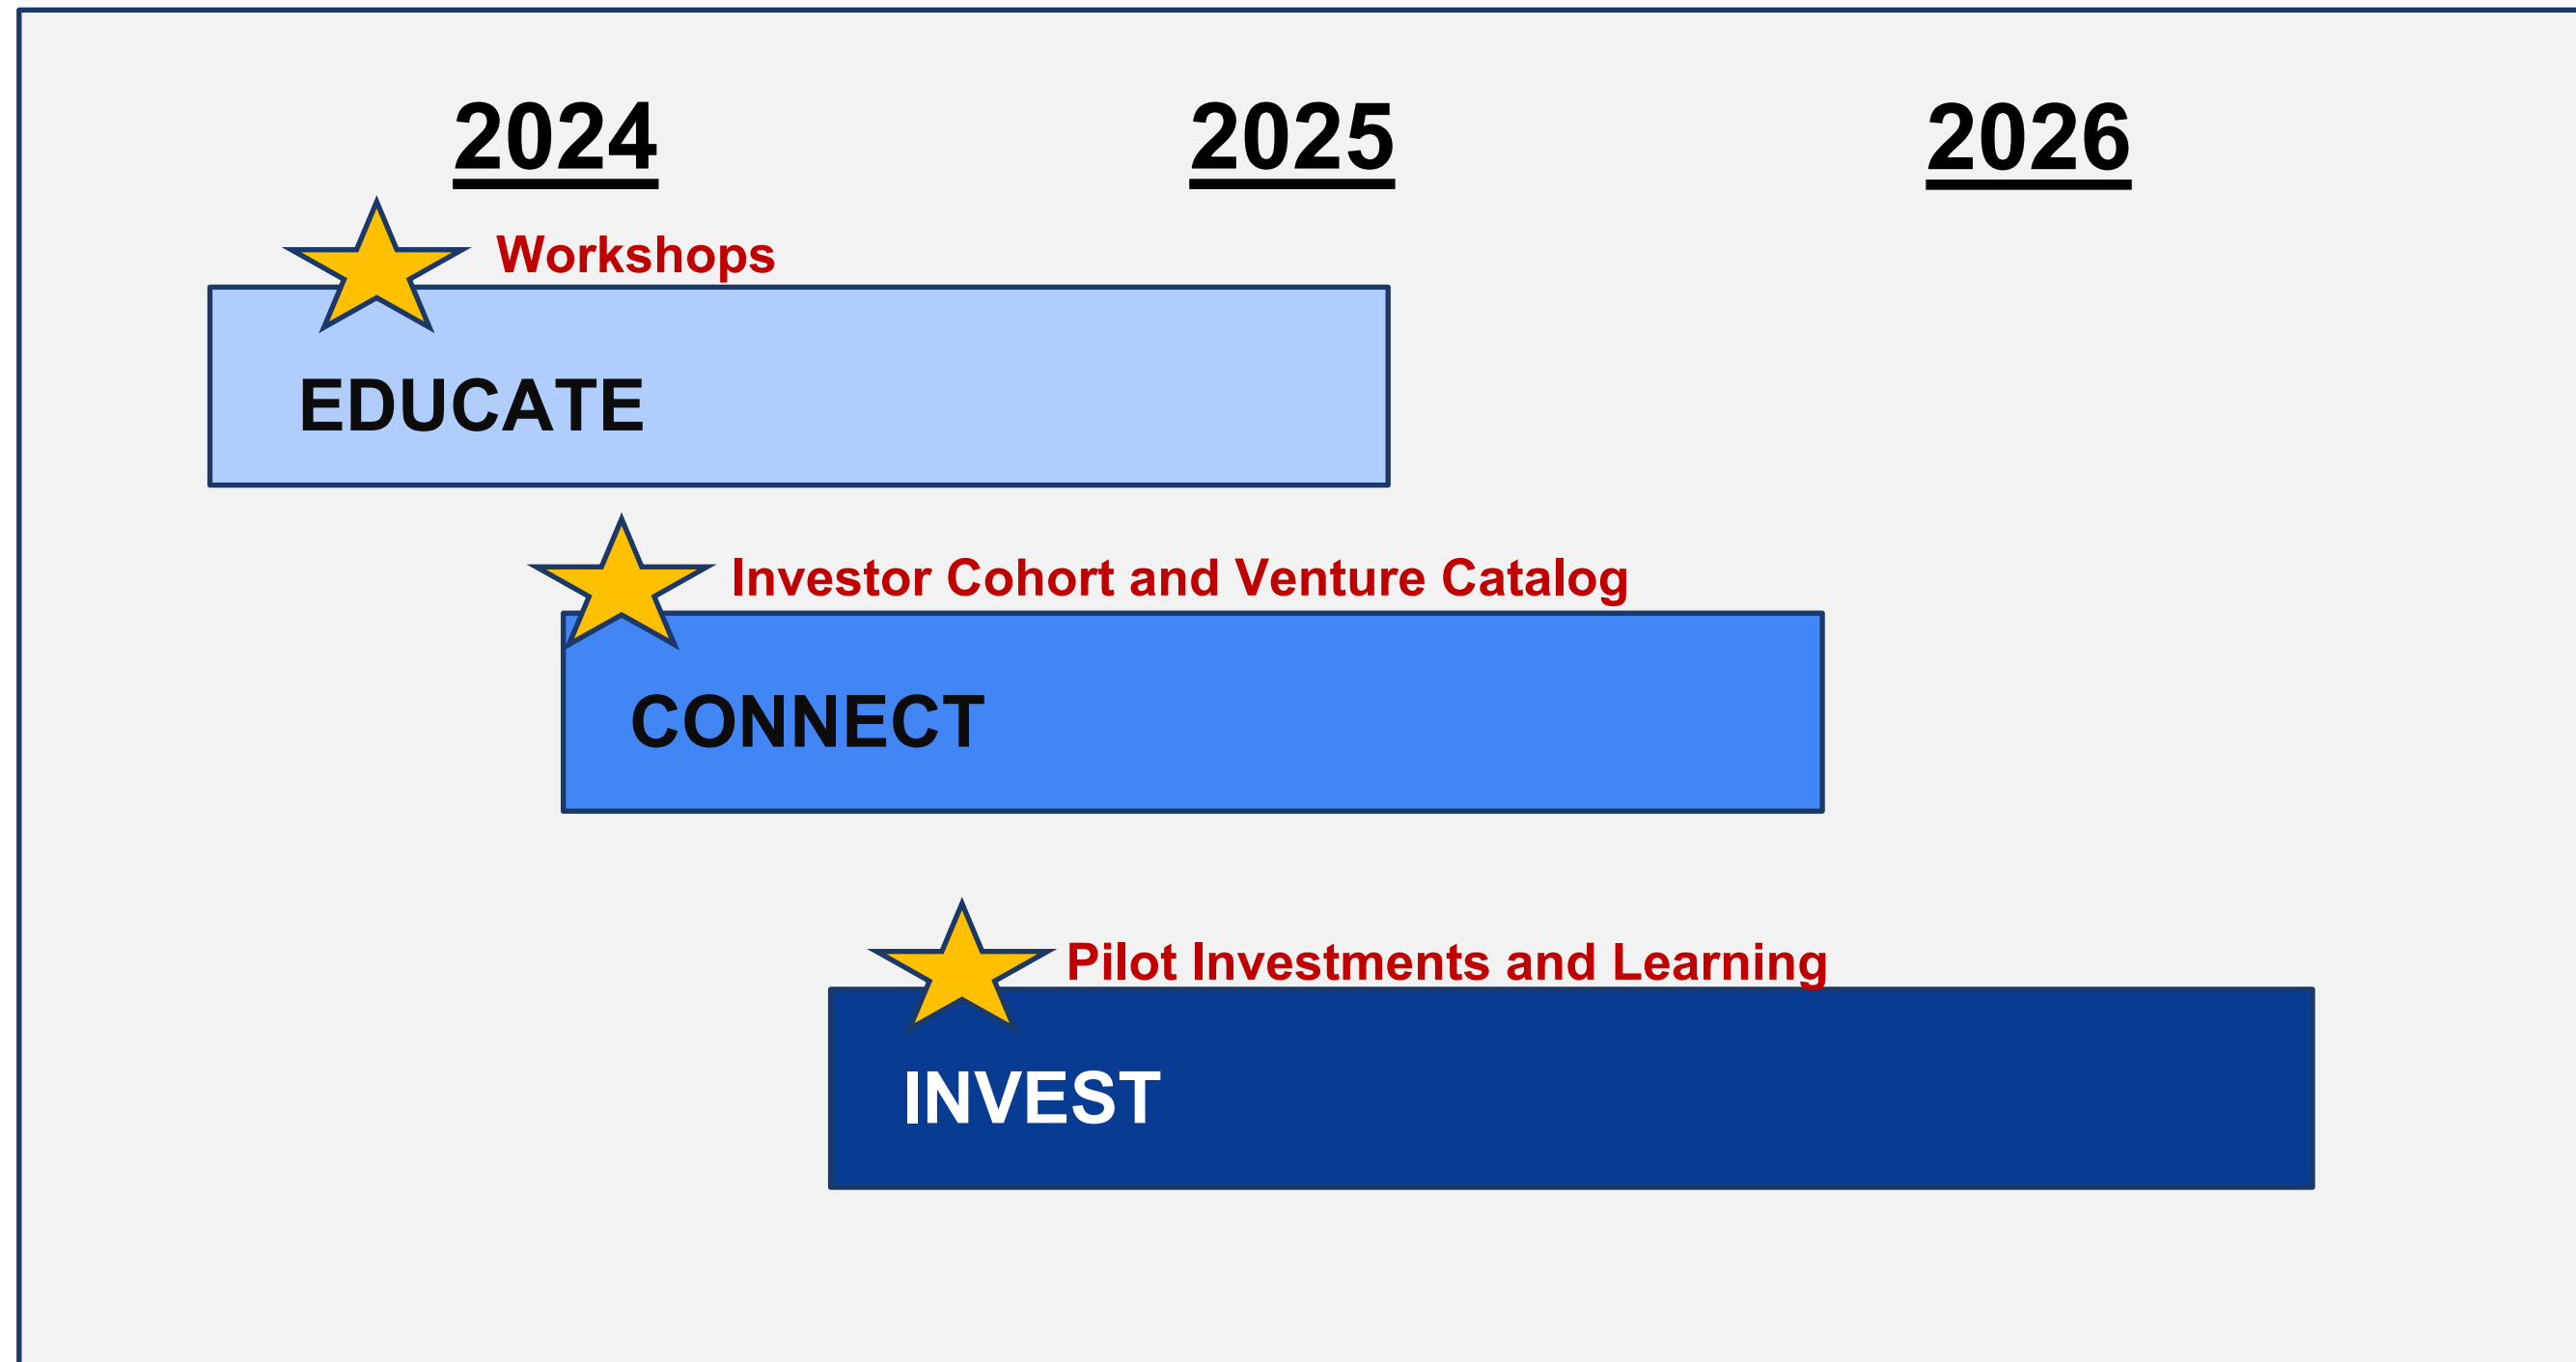 2024 2025 2026
Workshops
EDUCATE
Investor Cohort and Venture Catalog
CONNECT
Pilot Investments and Learning
INVEST